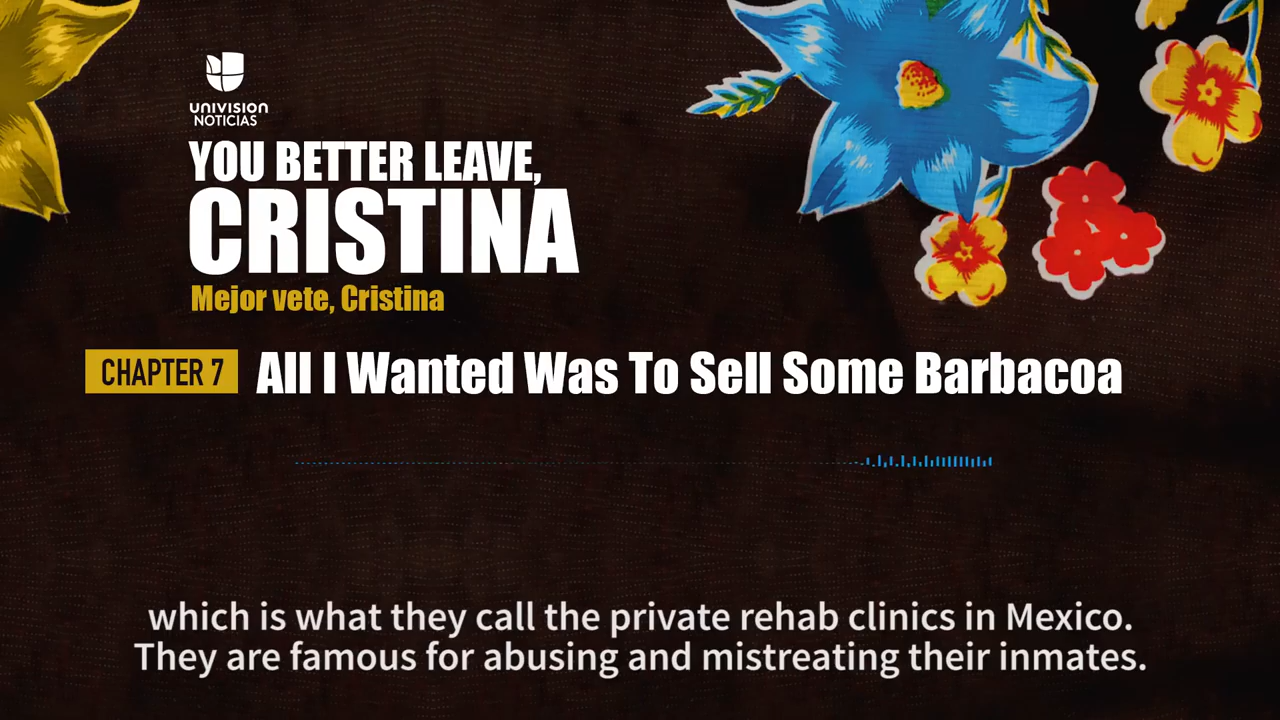 UNIVISION
NOTICIAS
YOU BETTER LEAVE,
CRISTINA
Mejor vete, Cristina
CHAPTER 7 All I Wanted Was To Sell Some Barbacoa
which is what they call the private rehab clinics in Mexico.
They are famous for abusing and mistreating their inmates.